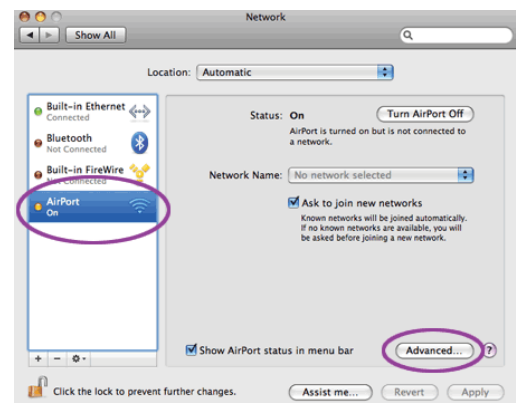 Network
Show All
Location: Automatic
Built-in Ethernet
Connected
Bluetooth
Not Connected
Built-in FireWire
Not Connected
AirPort
On
Status: On
Turn AirPort Off
AirPort is turned on but is not connected to
a network.
Network Name: No network selected
Ask to join new networks
Known networks will be joined automatically.
If no known networks are available, you will
be asked before joining a new network.
Show AirPort status in menu bar
Advanced...
?
Click the lock to prevent further changes.
Assist me...
Revert
Apply